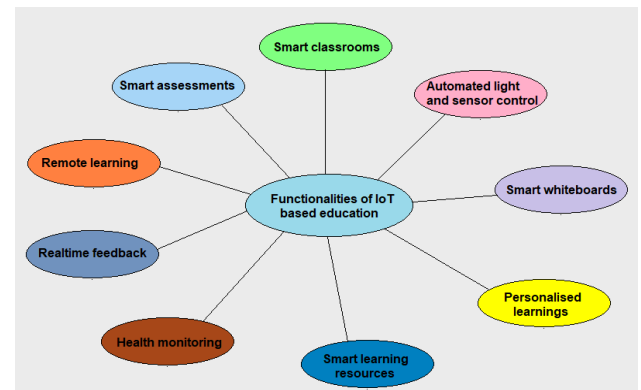 Smart classrooms
Smart assessments
Automated light
and sensor control
Remote learning
Smart whiteboards
Functionalities of IoT
based education
Realtime feedback
Personalised
learnings
Health monitoring
Smart learning
resources